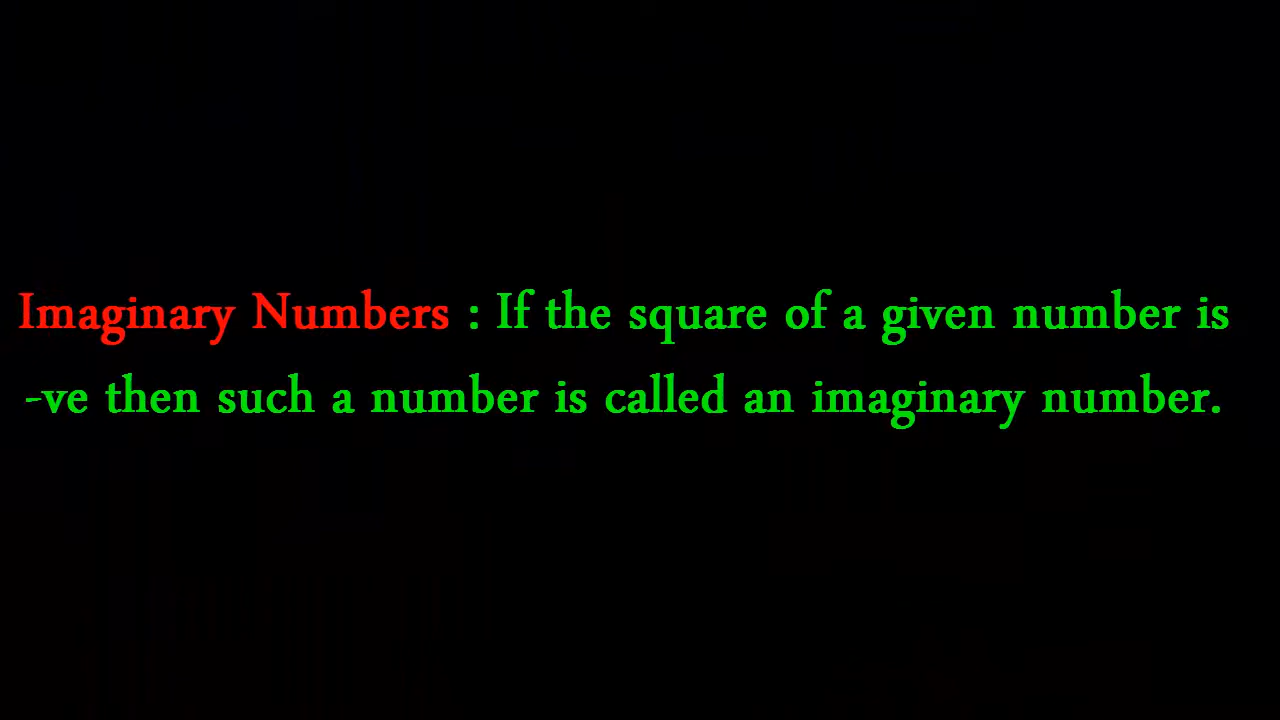 Imaginary Numbers : If the square of a given number is
-ve then such a number is called an imaginary number.